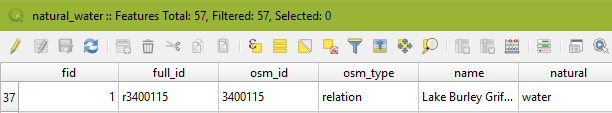 natural_water :: Features Total: 57, Filtered: 57, Selected: 0
fid full_id osm_id osm_type name natural
37 1 r3400115 3400115 relation Lake Burley Grif... water